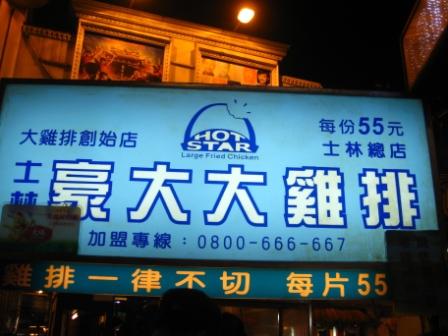 HOT
STAR
Large Fried Chicken
大雞排創始店
每份55元
士林總店
士林
豪大大雞排
加盟專線：0800-666-667
雞排一律不切 每片55